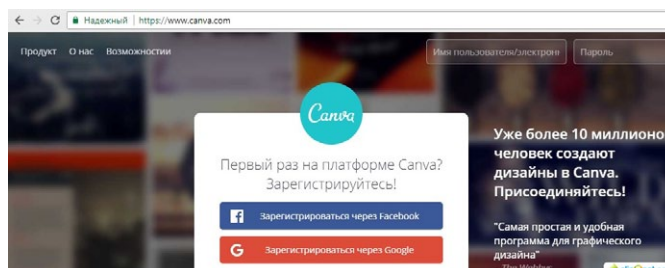 Надежный | https://www.canva.com
Продукт О нас Возможностии
Имя пользователя/электронн Пароль
Canva
Первый раз на платформе Canva?
Зарегистрируйтесь!
Зарегистрироваться через Facebook
G Зарегистрироваться через Google
Уже более 10 миллионо
человек создают
дизайны в Canva.
Присоединяйтесь!
"Самая простая и удобная
программа для графического
дизайна"